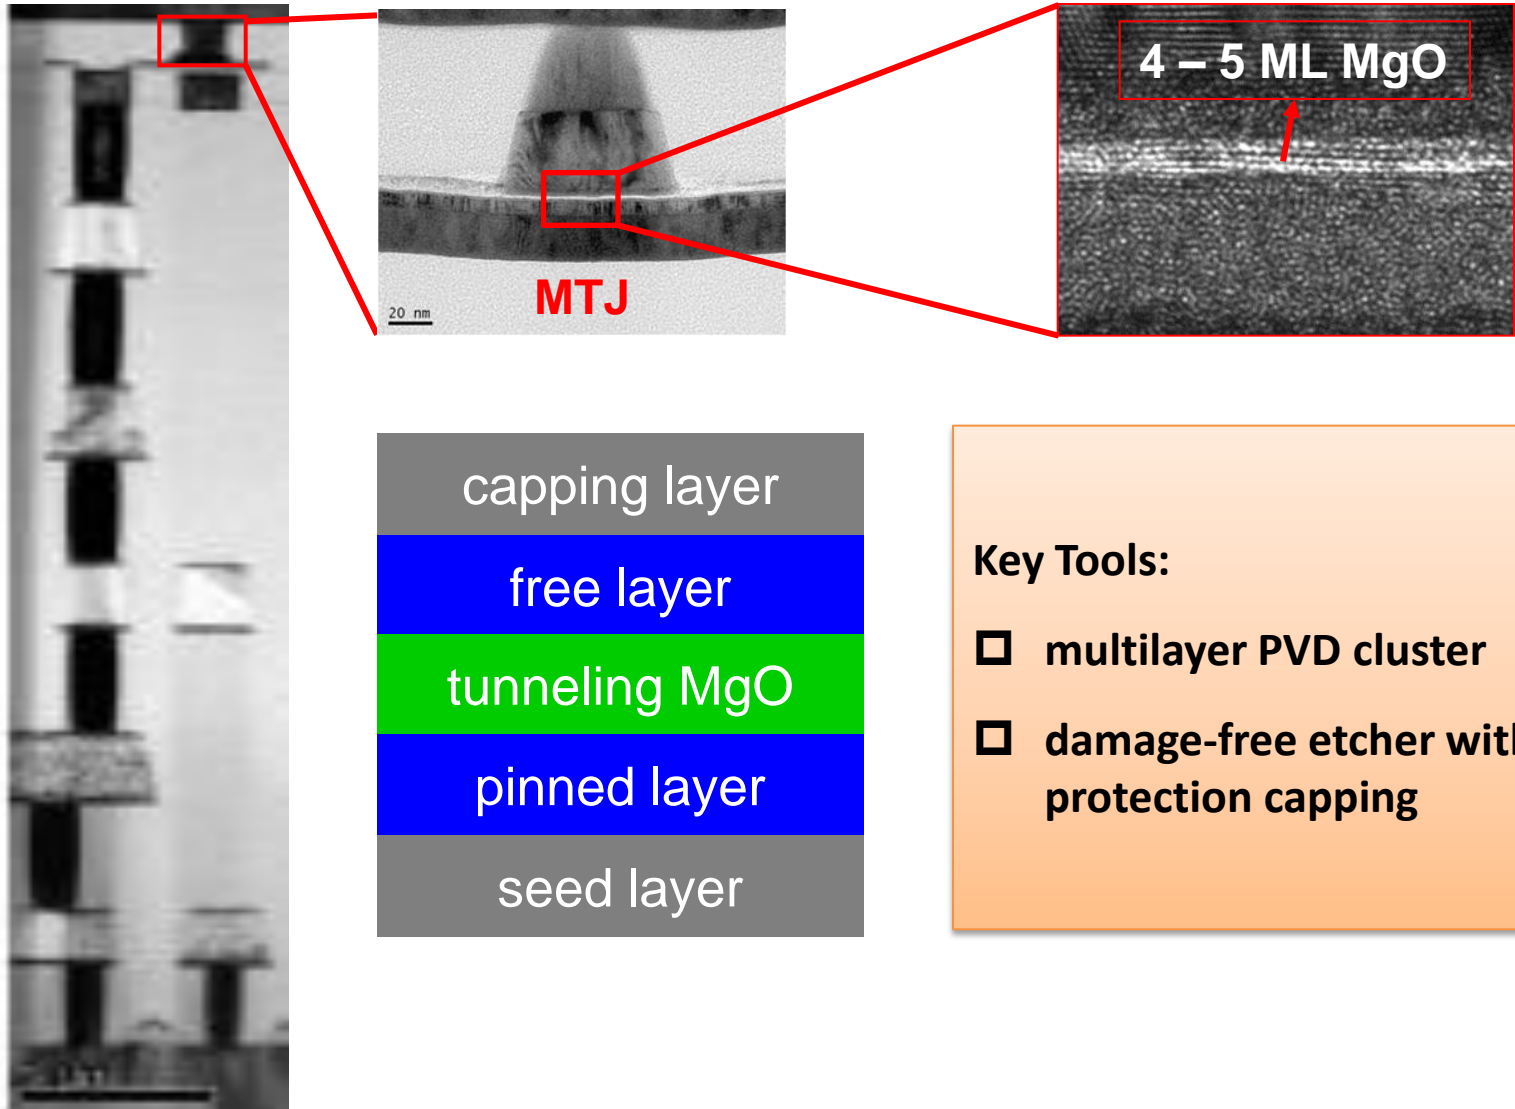 4 – 5 ML MgO
MTJ
20 nm
capping layer
free layer
tunneling MgO
pinned layer
seed layer
Key Tools:
multilayer PVD cluster
damage-free etcher with
protection capping